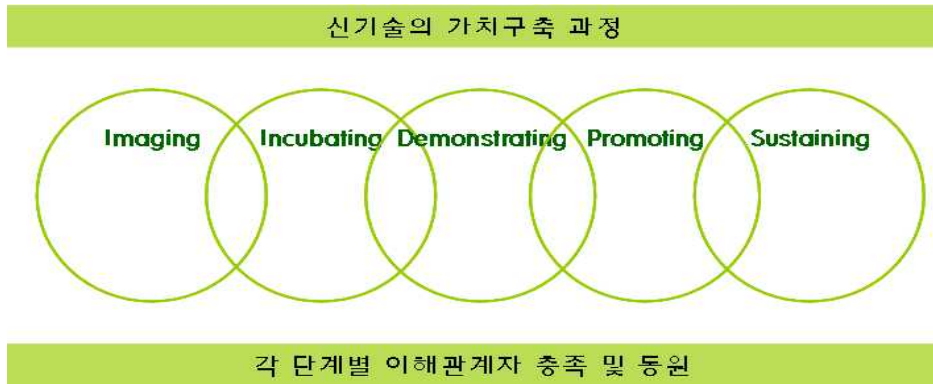 신기술의 가치구축 과정
Imaging Incubating Demonstrating Promoting Sustaining
각 단계별 이해관계자 충족 및 동원